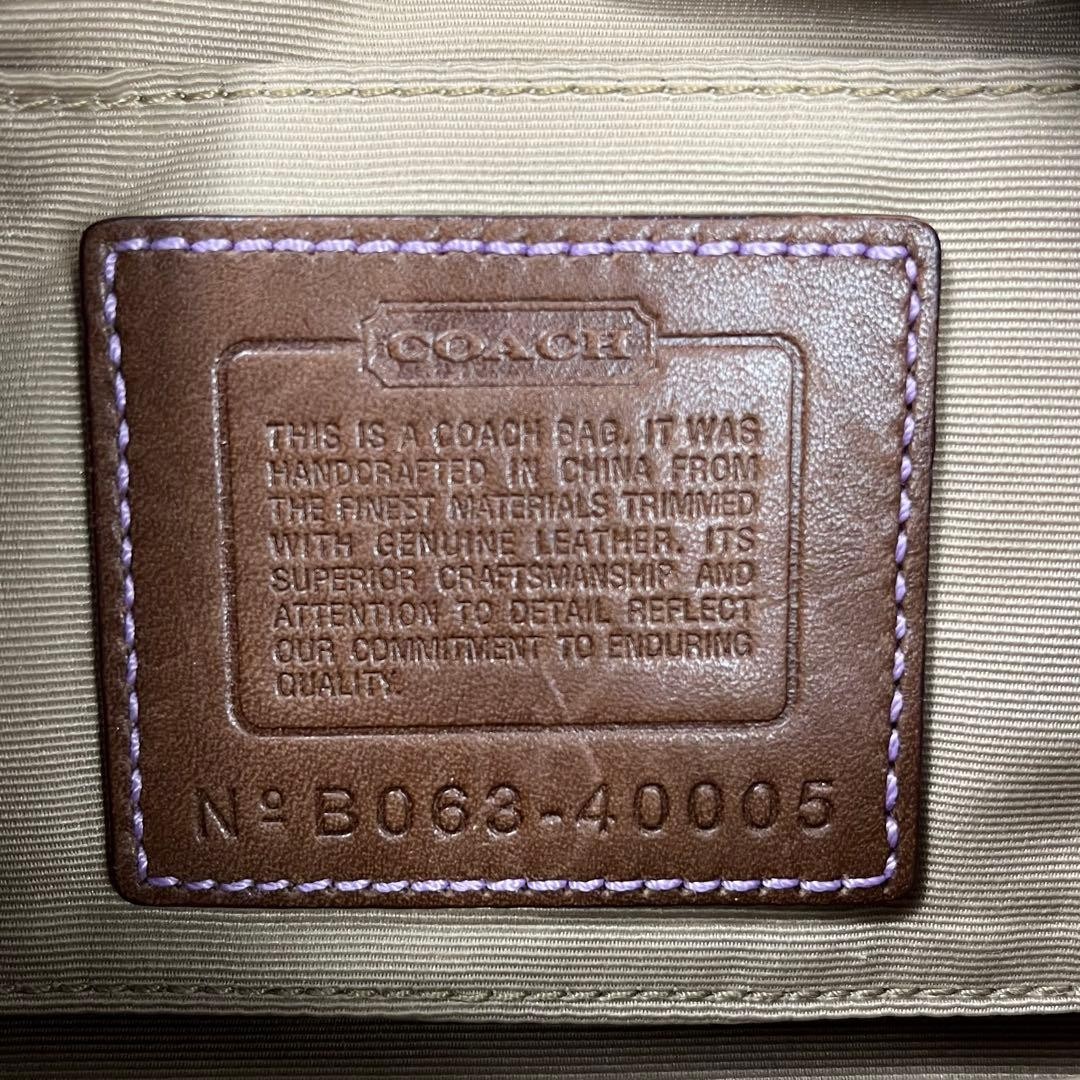 COACH
THIS IS A COACH BAG. IT WAS
HANDCRAFTED IN CHINA FROM
THE FINEST MATERIALS TRIMMED
WITH GENUINE LEATHER. ITS
SUPERIOR CRAFTSMANSHIP AND
ATTENTION TO DETAIL REFLECT
OUR COMMITMENT TO ENDURING
QUALITY.
Nº B063-40005